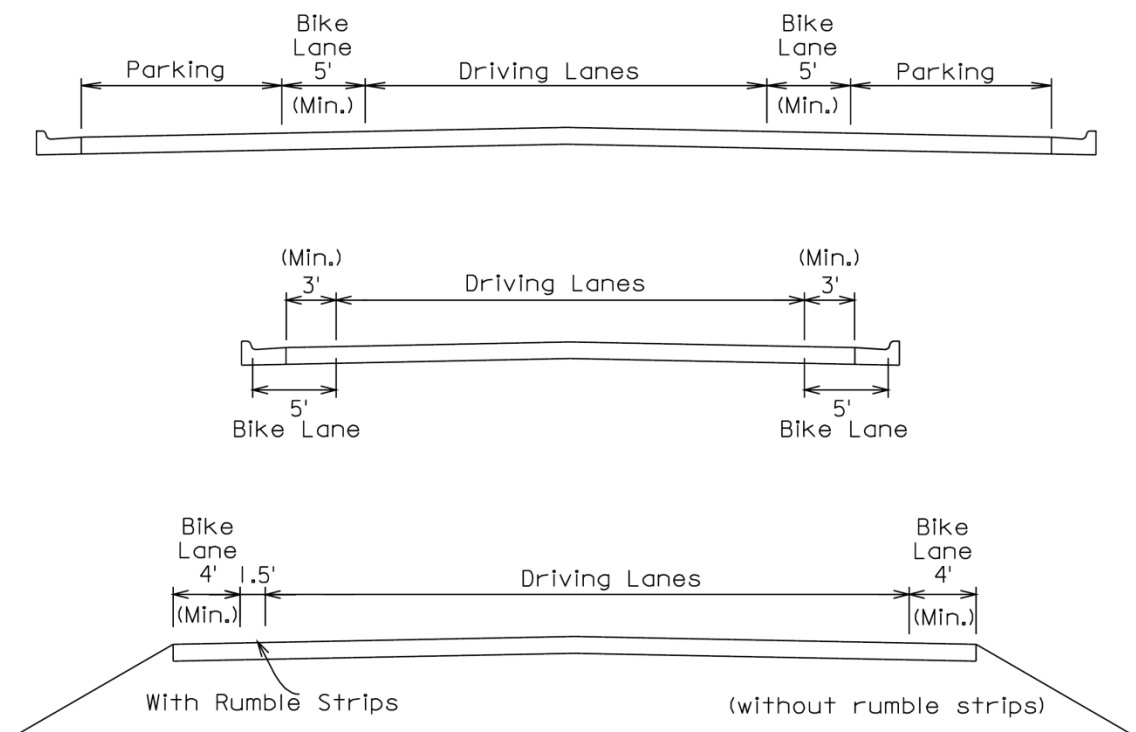 Bike
Lane
5'
(Min.)
Bike
Lane
5'
(Min.)
Parking
Driving Lanes
Parking
(Min.)
3'
Driving Lanes
(Min.)
3'
5'
Bike Lane
5'
Bike Lane
Bike
Lane
4'
(Min.)
1.5'
Driving Lanes
Bike
Lane
4'
(Min.)
With Rumble Strips
(without rumble strips)